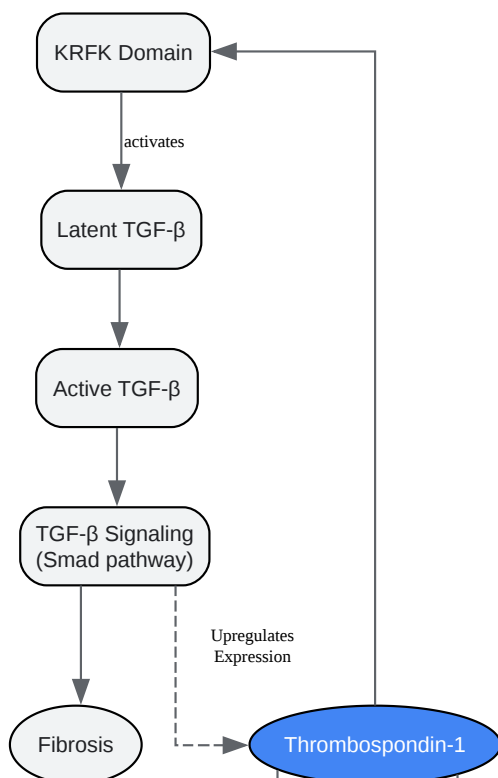 KRFK Domain
activates
Latent TGF-β
Active TGF-β
TGF-β Signaling
(Smad pathway)
Upregulates
Expression
Fibrosis
Thrombospondin-1